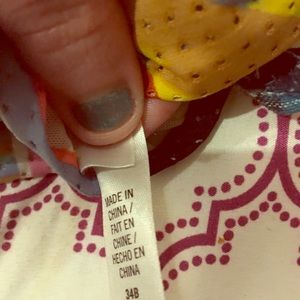 MADE IN
CHINA /
FAIT EN
CHINE /
HECHO EN
CHINA
34B